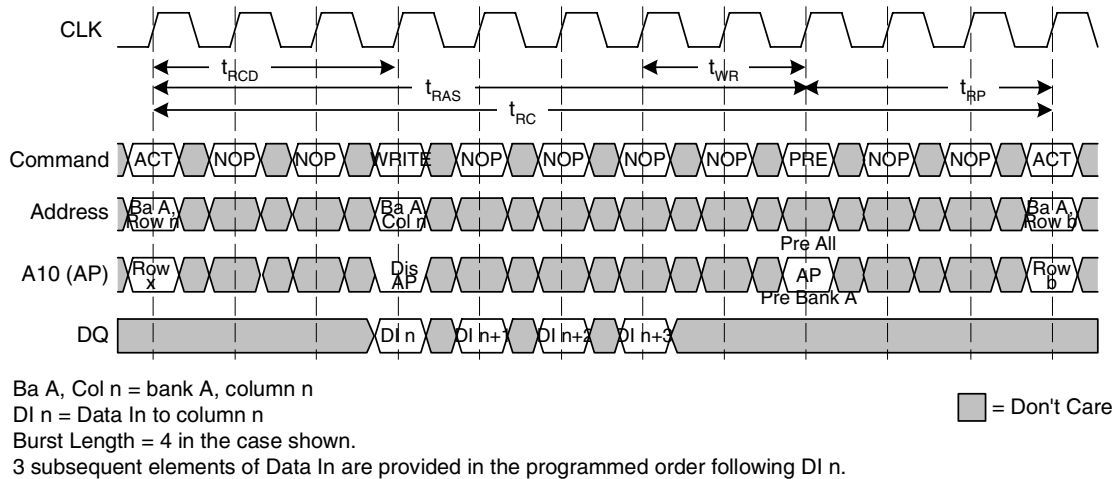 CLK
tRCD
tWR
tRAS
tRP
tRC
Command ACT NOP NOP WRITE NOP NOP NOP NOP PRE NOP NOP ACT
Address Ba A, Row n Ba A, Col n Ba A, Row b
Pre All
A10 (AP) Row x Dis AP AP Row b
Pre Bank A
DQ DI n DI n+1 DI n+2 DI n+3
Ba A, Col n = bank A, column n
DI n = Data In to column n
= Don't Care
Burst Length = 4 in the case shown.
3 subsequent elements of Data In are provided in the programmed order following DI n.